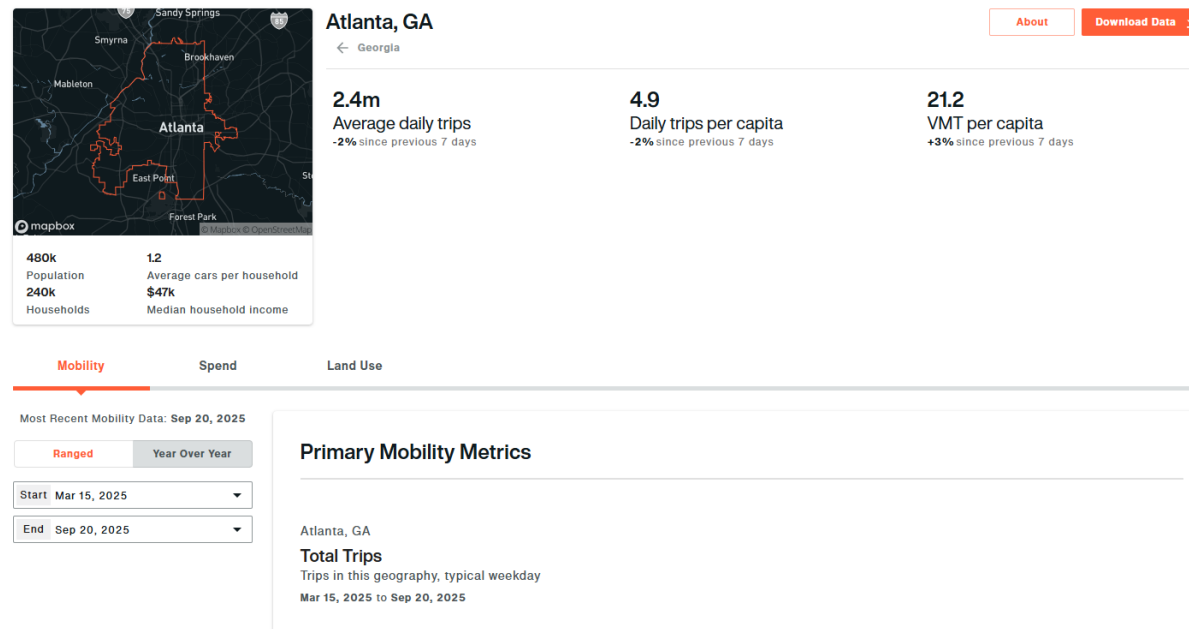 75
Sandy Springs
85
Smyrna
Brookhaven
Mableton
Atlanta
East Point
Forest Park
mapbox
© Mapbox © OpenStreetMap
480k
1.2
Population
Average cars per household
240k
$47k
Households
Median household income
Atlanta, GA
← Georgia
About
Download Data
2.4m
Average daily trips
-2% since previous 7 days
4.9
Daily trips per capita
-2% since previous 7 days
21.2
VMT per capita
+3% since previous 7 days
Mobility
Spend
Land Use
Most Recent Mobility Data: Sep 20, 2025
Ranged
Year Over Year
Start Mar 15, 2025
End Sep 20, 2025
Primary Mobility Metrics
Atlanta, GA
Total Trips
Trips in this geography, typical weekday
Mar 15, 2025 to Sep 20, 2025